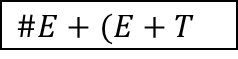 #E + (E + T